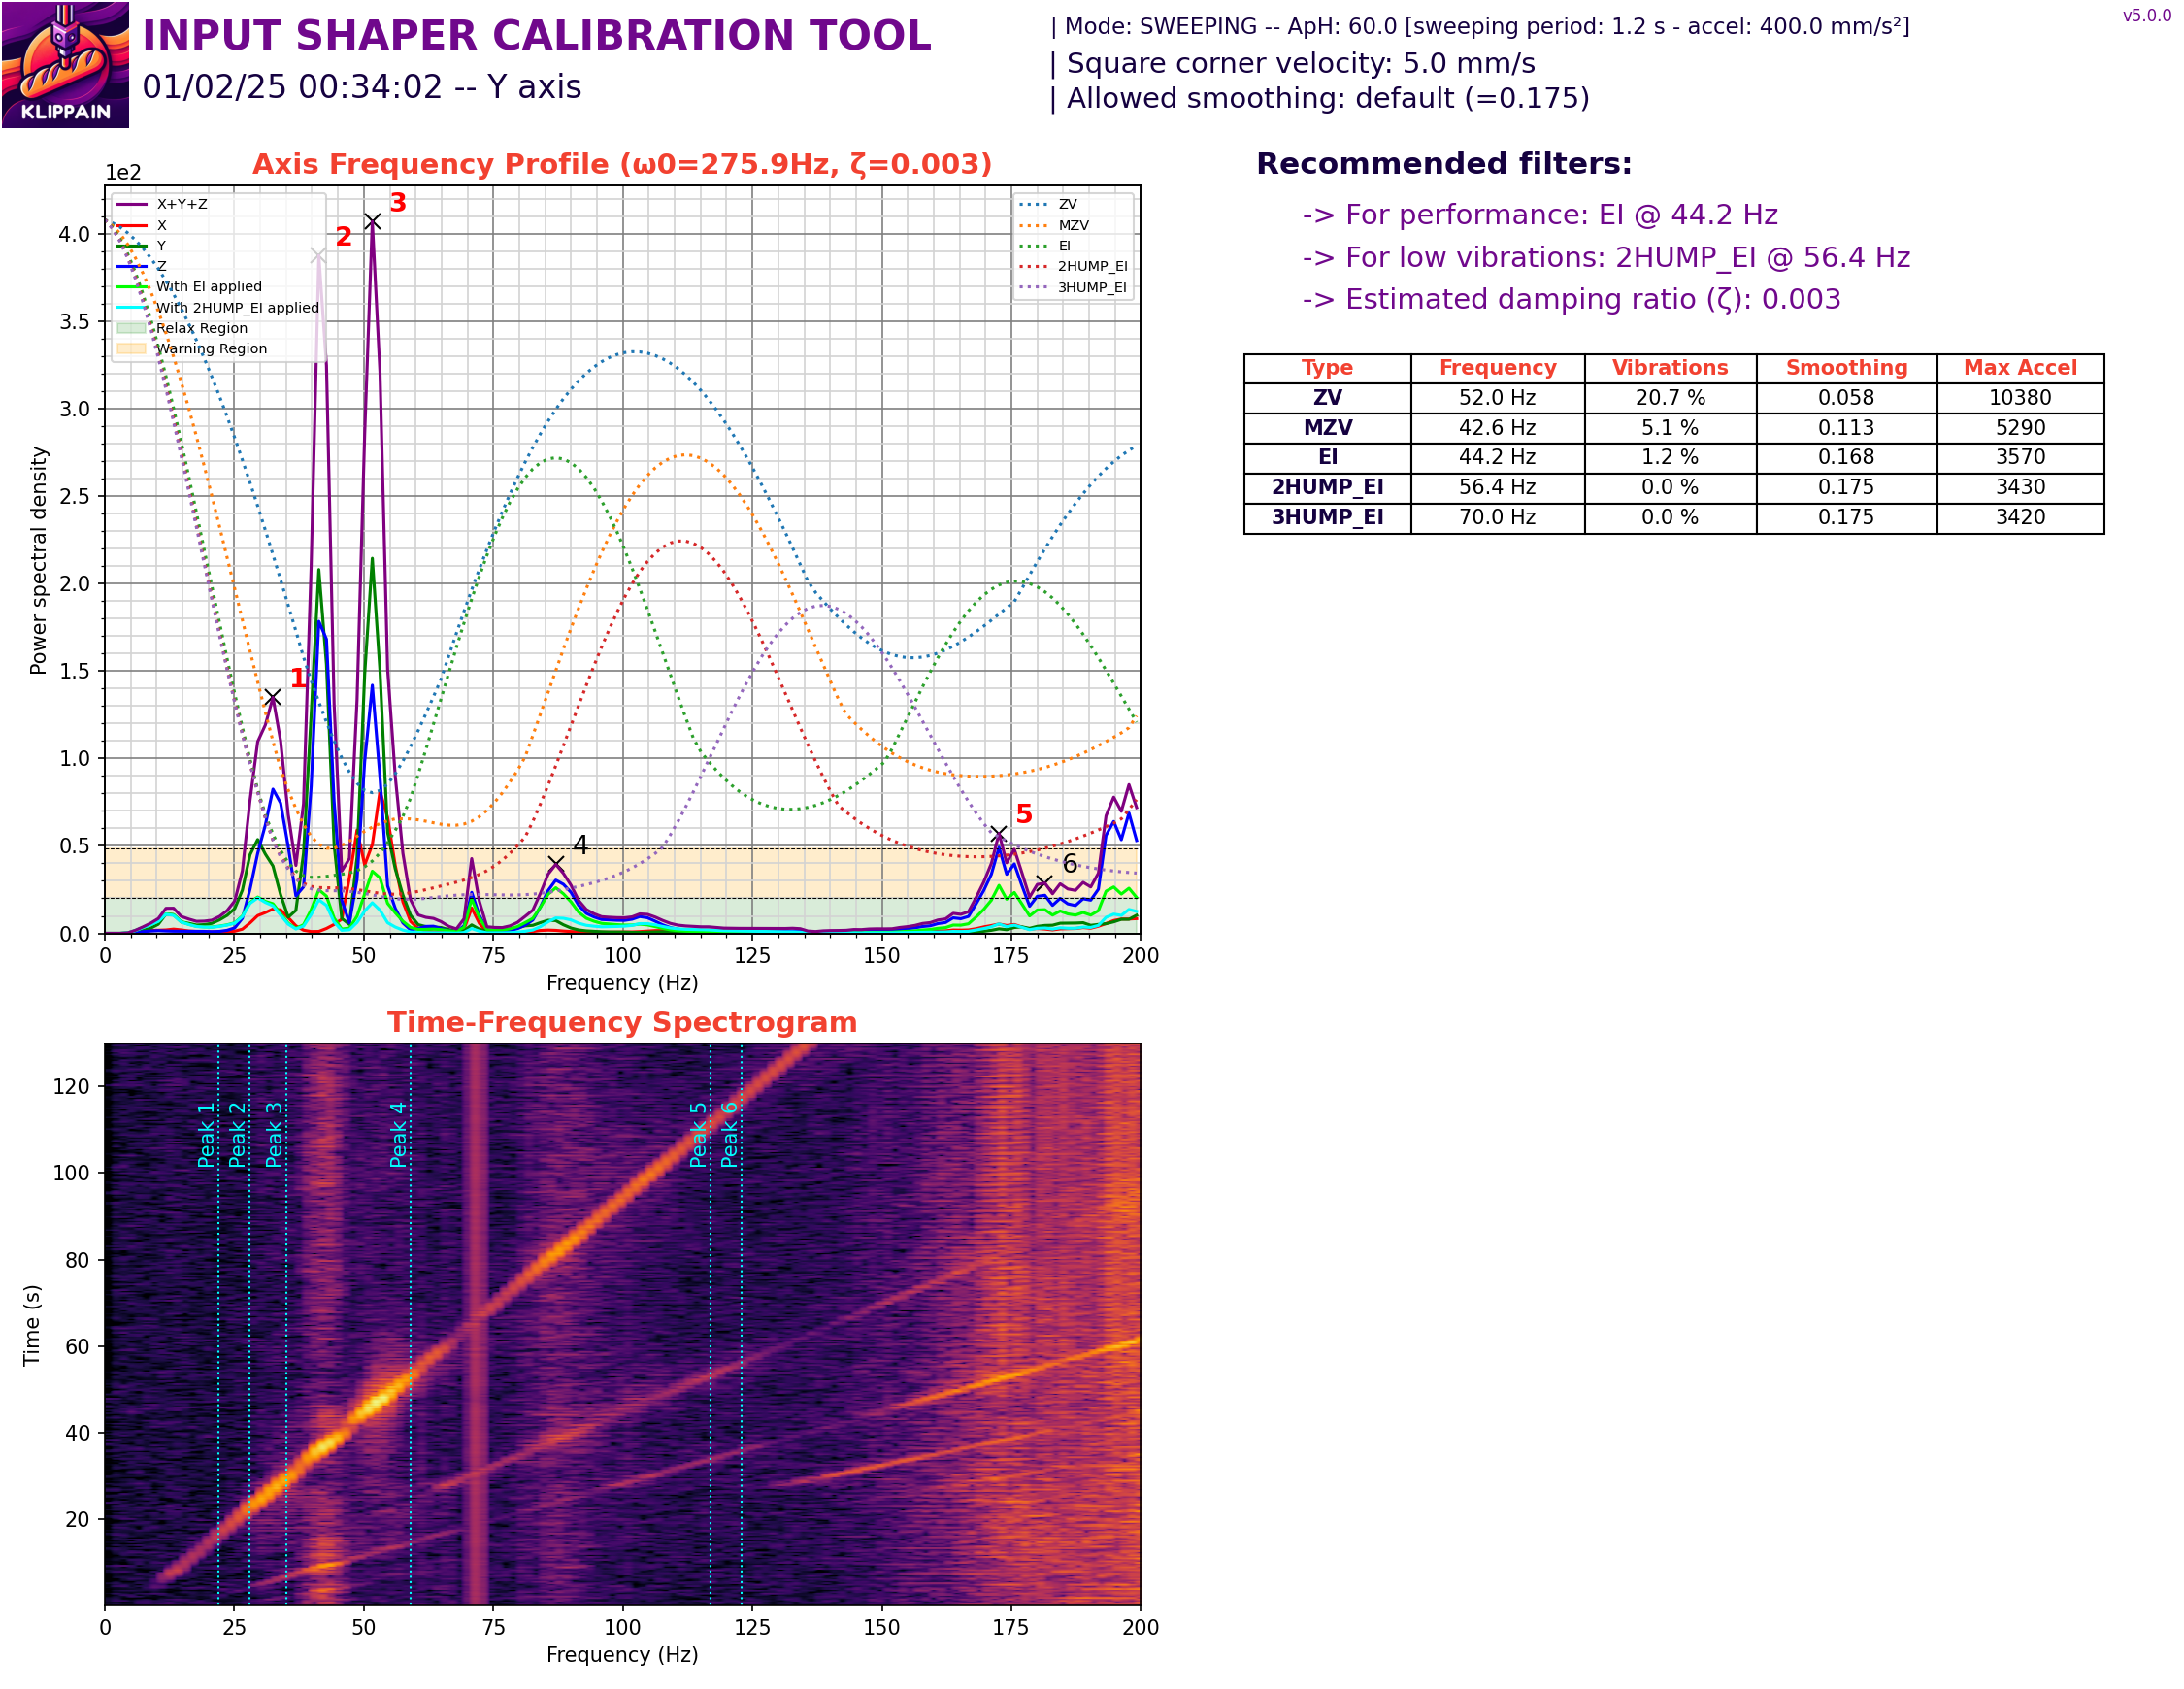 INPUT SHAPER CALIBRATION TOOL
01/02/25 00:34:02 -- Y axis
KLIPPAIN
| Mode: SWEEPING -- ApH: 60.0 [sweeping period: 1.2 s - accel: 400.0 mm/s²]
| Square corner velocity: 5.0 mm/s
| Allowed smoothing: default (=0.175)
v5.0.0
Axis Frequency Profile (ω0=275.9Hz, ζ=0.003)
1e2
X+Y+Z
X
Y
Z
With EI applied
With 2HUMP_EI applied
Relax Region
Warning Region
ZV
MZV
EI
2HUMP_EI
3HUMP_EI
1
2
3
4
5
6
4.0
3.5
3.0
2.5
2.0
1.5
1.0
0.5
0.0
Power spectral density
0 25 50 75 100 125 150 175 200
Frequency (Hz)
Recommended filters:
-> For performance: EI @ 44.2 Hz
-> For low vibrations: 2HUMP_EI @ 56.4 Hz
-> Estimated damping ratio (ζ): 0.003
Type Frequency Vibrations Smoothing Max Accel
ZV 52.0 Hz 20.7 % 0.058 10380
MZV 42.6 Hz 5.1 % 0.113 5290
EI 44.2 Hz 1.2 % 0.168 3570
2HUMP_EI 56.4 Hz 0.0 % 0.175 3430
3HUMP_EI 70.0 Hz 0.0 % 0.175 3420
Time-Frequency Spectrogram
Peak 1
Peak 2
Peak 3
Peak 4
Peak 5
Peak 6
120
100
80
60
40
20
Time (s)
0 25 50 75 100 125 150 175 200
Frequency (Hz)